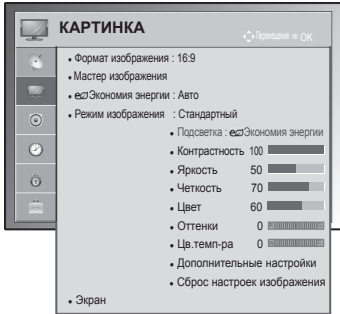 КАРТИНКА
Перемещение OK
• Формат изображения : 16:9
• Мастер изображения
• Экономия энергии : Авто
• Режим изображения : Стандартный
• Подсветка : Экономия энергии
• Контрастность 100
• Яркость 50
• Четкость 70
• Цвет 60
• Оттенки 0
• Цв.темп-ра 0
• Дополнительные настройки
• Сброс настроек изображения
• Экран